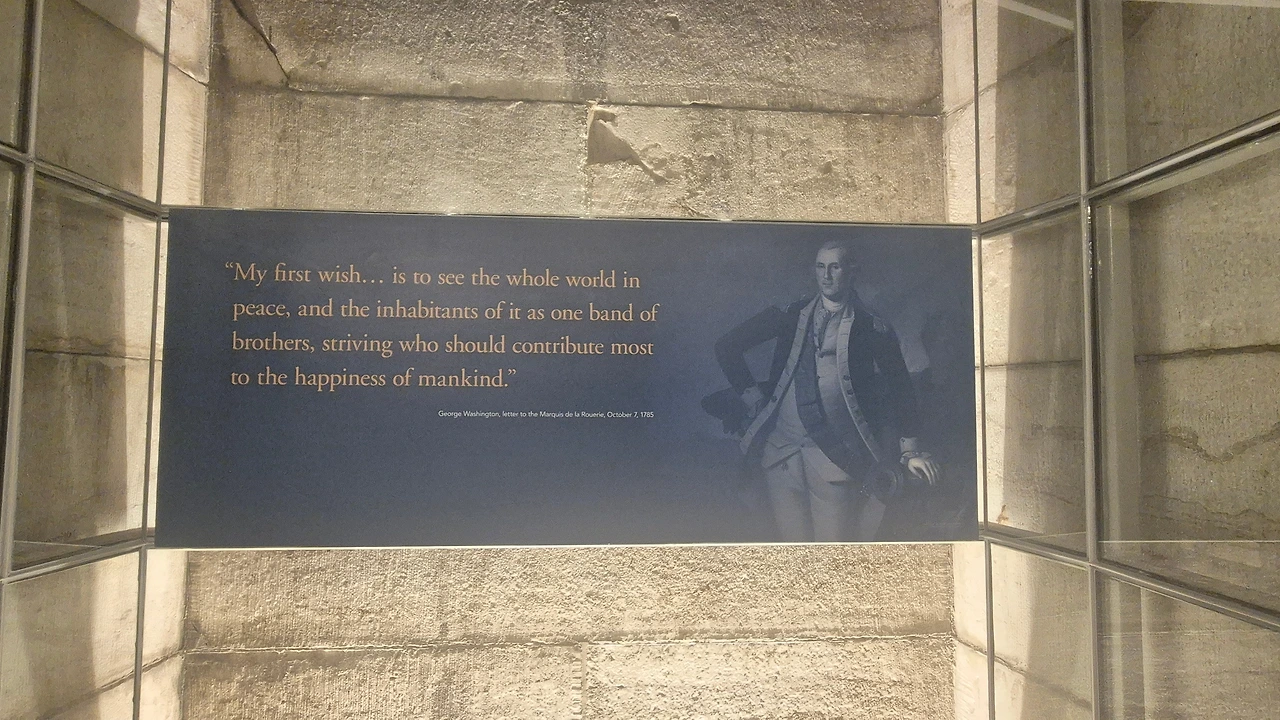 “My first wish… is to see the whole world in
peace, and the inhabitants of it as one band of
brothers, striving who should contribute most
to the happiness of mankind.”
George Washington, letter to the Marquis de la Rouerie, October 7, 1785